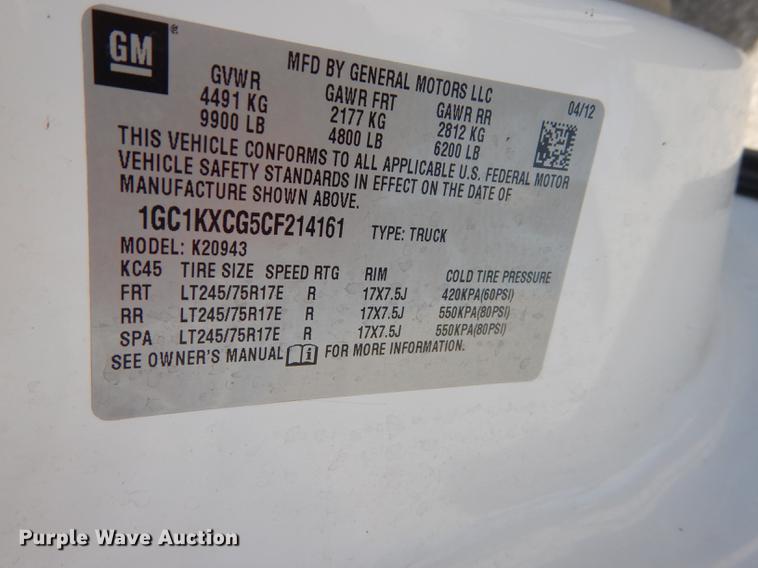 GM
MFD BY GENERAL MOTORS LLC
GVWR GAWR FRT GAWR RR 04/12
4491 KG 2177 KG 2812 KG
9900 LB 4800 LB 6200 LB
THIS VEHICLE CONFORMS TO ALL APPLICABLE U.S. FEDERAL MOTOR
VEHICLE SAFETY STANDARDS IN EFFECT ON THE DATE OF
MANUFACTURE SHOWN ABOVE.
1GC1KXCG5CF214161 TYPE: TRUCK
MODEL: K20943
KC45 TIRE SIZE SPEED RTG RIM COLD TIRE PRESSURE
FRT LT245/75R17E R 17X7.5J 420KPA(60PSI)
RR LT245/75R17E R 17X7.5J 550KPA(80PSI)
SPA LT245/75R17E R 17X7.5J 550KPA(80PSI)
SEE OWNER'S MANUAL i FOR MORE INFORMATION.
Purple Wave Auction